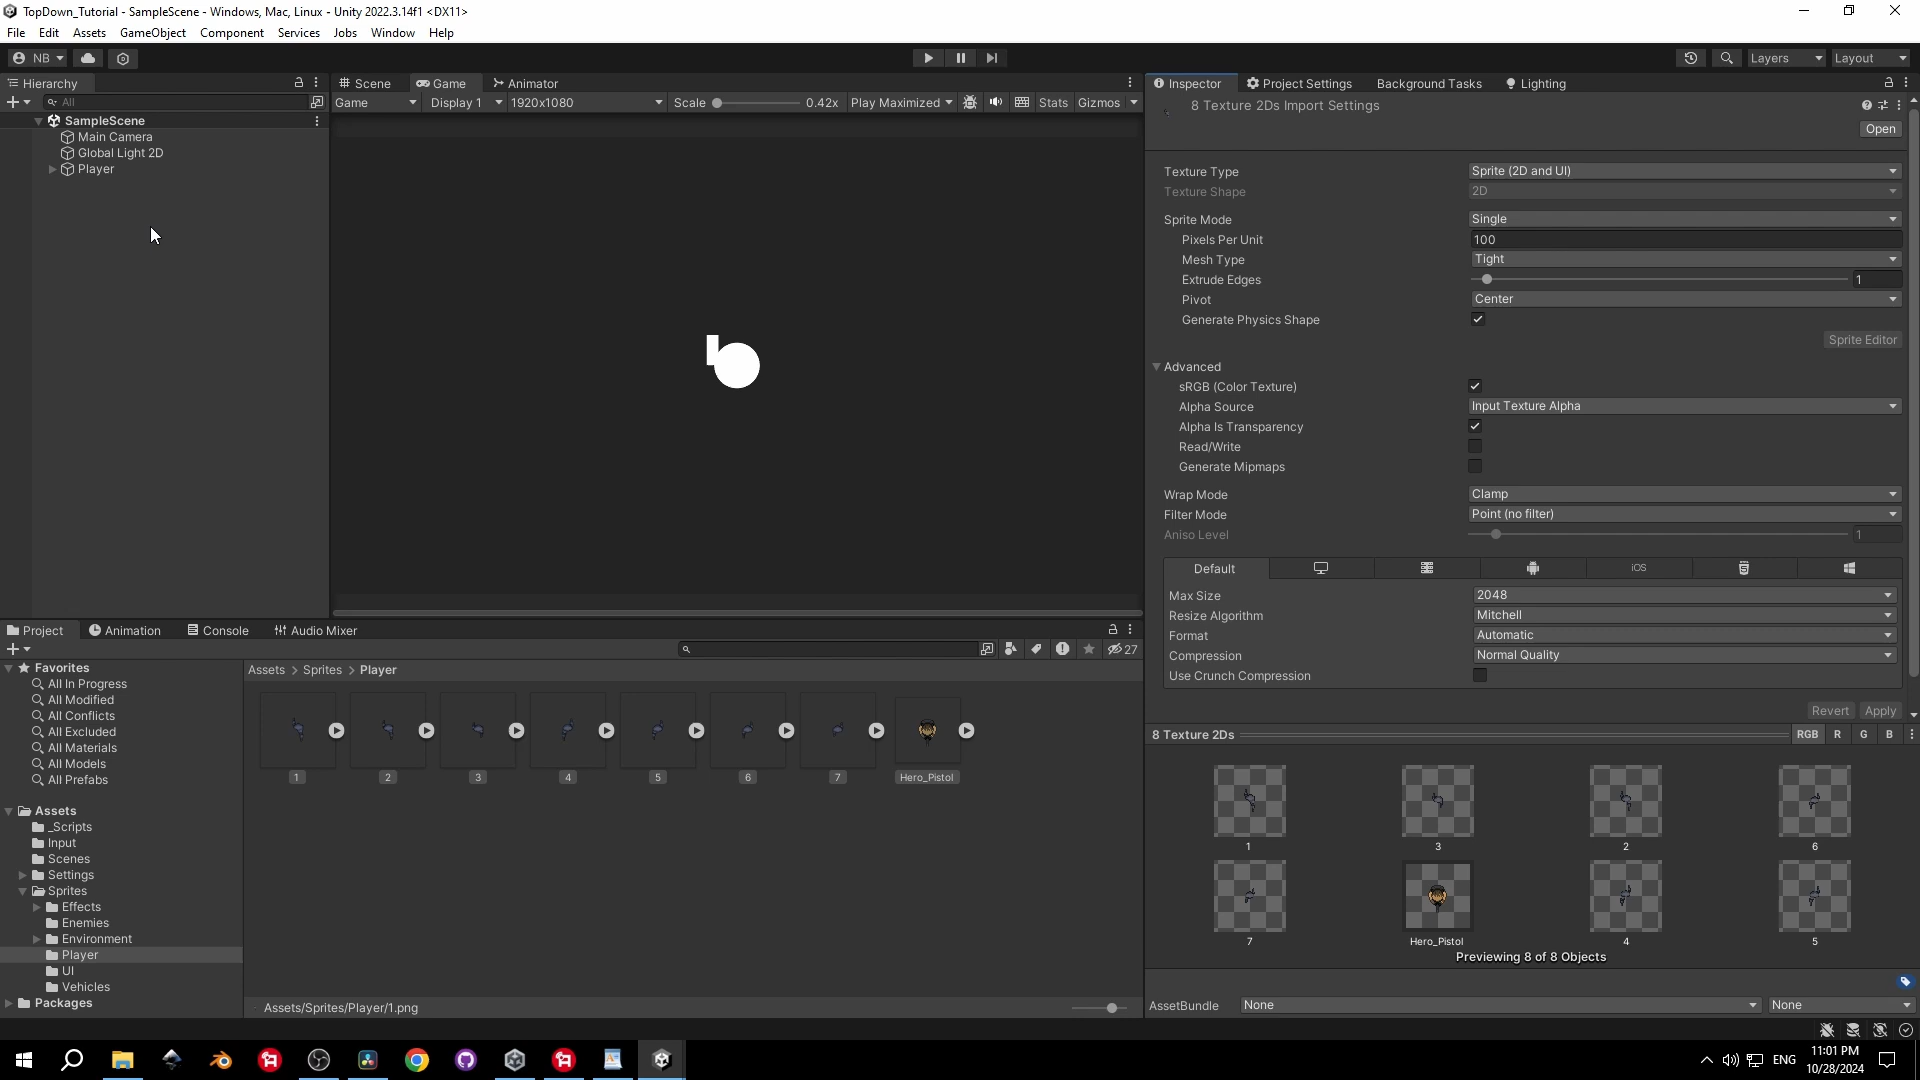 TopDown_Tutorial - SampleScene - Windows, Mac, Linux - Unity 2022.3.14f1 <DX11>
File Edit Assets GameObject Component Services Jobs Window Help
NB Layers Layout
Hierarchy
All
SampleScene
Main Camera
Global Light 2D
Player
Scene Game Animator
Game Display 1 1920x1080 Scale 0.42x Play Maximized Stats Gizmos
Inspector Project Settings Background Tasks Lighting
8 Texture 2Ds Import Settings
Open
Texture Type Sprite (2D and UI)
Texture Shape 2D
Sprite Mode Single
Pixels Per Unit 100
Mesh Type Tight
Extrude Edges 1
Pivot Center
Generate Physics Shape
Sprite Editor
Advanced
sRGB (Color Texture)
Alpha Source Input Texture Alpha
Alpha Is Transparency
Read/Write
Generate Mipmaps
Wrap Mode Clamp
Filter Mode Point (no filter)
Aniso Level 1
Default iOS
Max Size 2048
Resize Algorithm Mitchell
Format Automatic
Compression Normal Quality
Use Crunch Compression
Revert Apply
8 Texture 2Ds RGB R G B
1 3 2 6
7 Hero_Pistol 4 5
Previewing 8 of 8 Objects
AssetBundle None None
Project Animation Console Audio Mixer
27
Favorites
All In Progress
All Modified
All Conflicts
All Excluded
All Materials
All Models
All Prefabs
Assets
_Scripts
Input
Scenes
Settings
Sprites
Effects
Enemies
Environment
Player
UI
Vehicles
Packages
Assets > Sprites > Player
1 2 3 4 5 6 7 Hero_Pistol
Assets/Sprites/Player/1.png
ENG
11:01 PM
10/28/2024